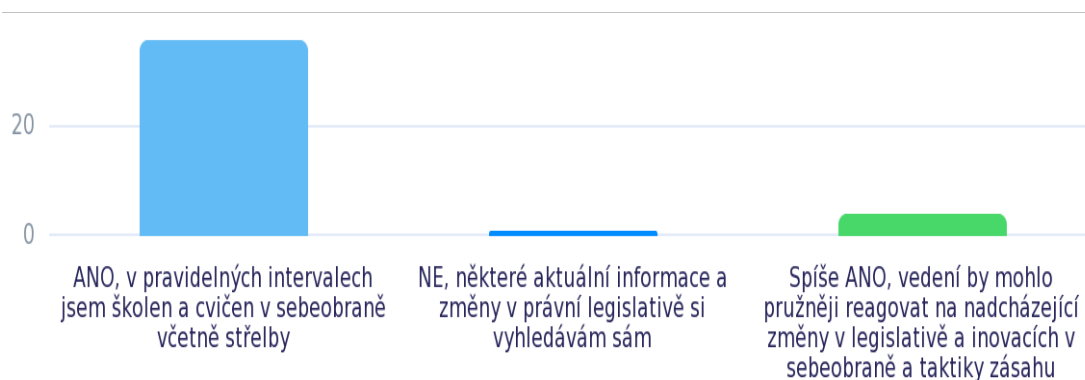 20
0
ANO, v pravidelných intervalech
jsem školen a cvičen v sebeobraně
včetně střelby
NE, některé aktuální informace a
změny v právní legislativě si
vyhledávám sám
Spíše ANO, vedení by mohlo
pružněji reagovat na nadcházející
změny v legislativě a inovacích v
sebeobraně a taktiky zásahu